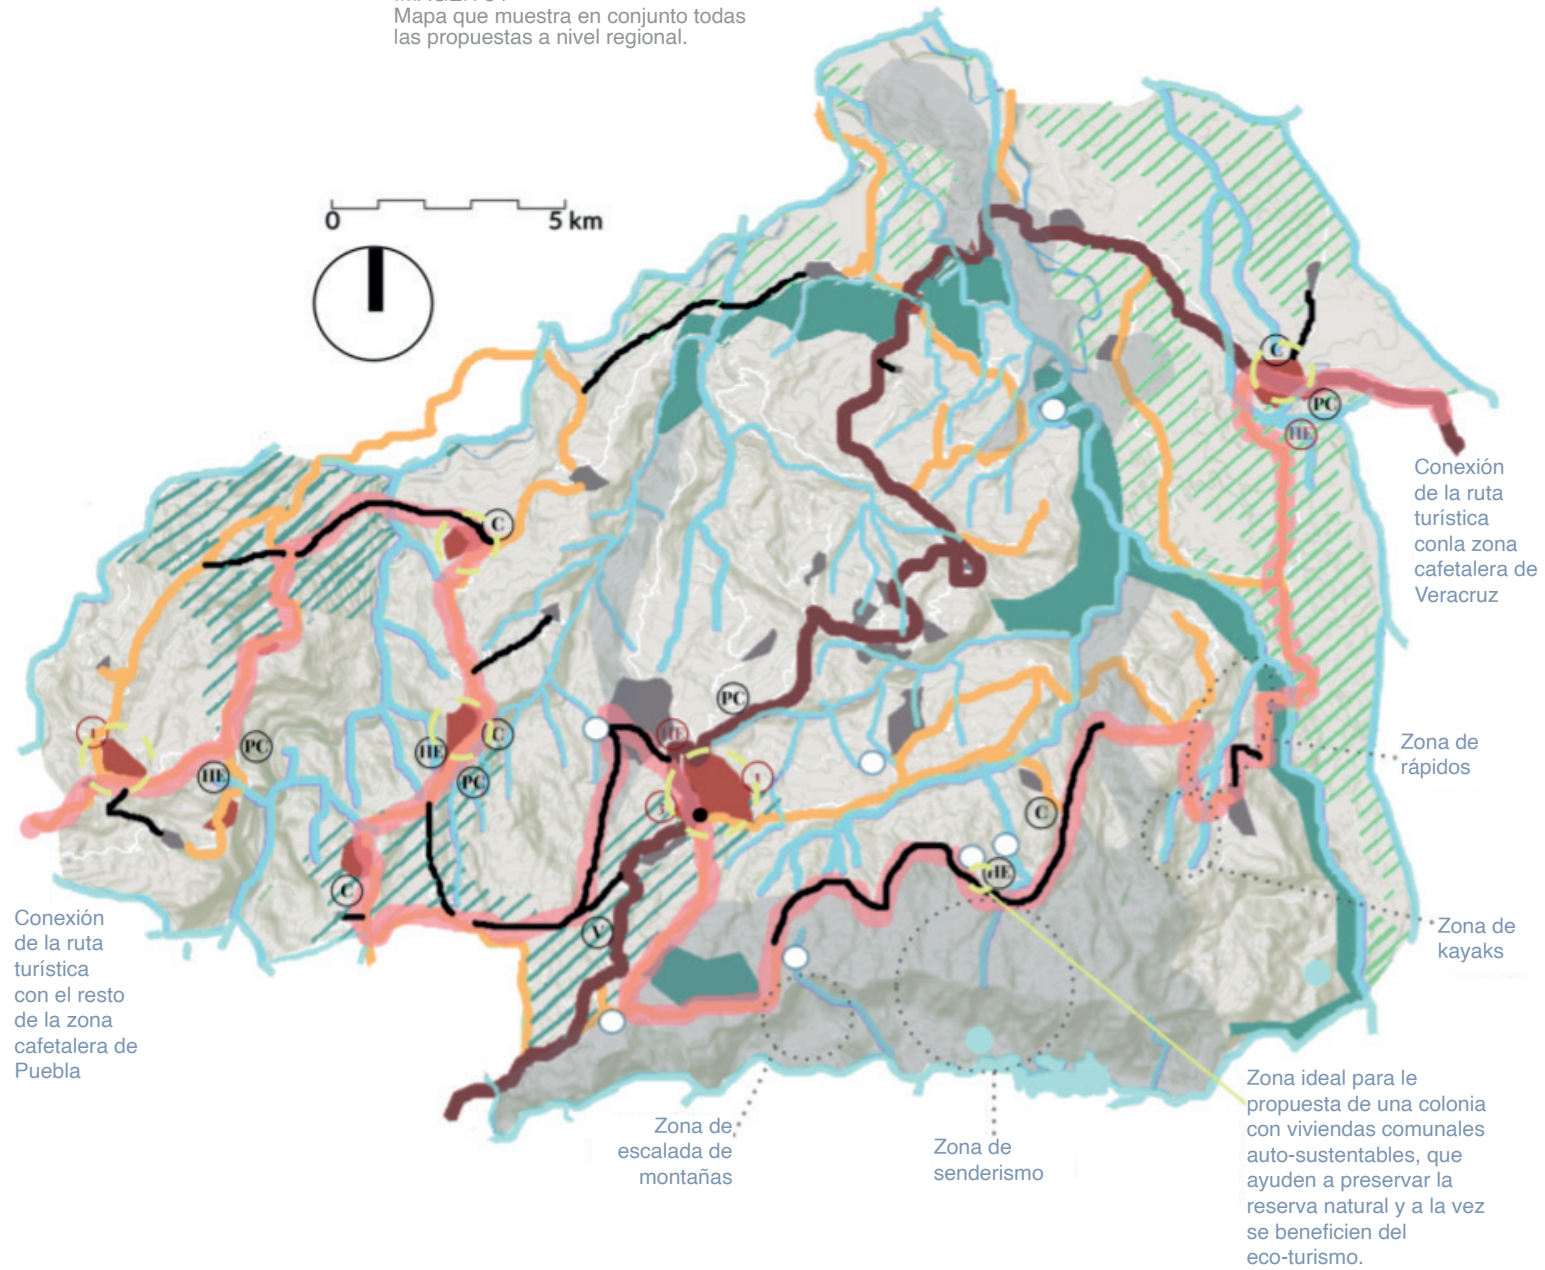 Mapa que muestra en conjunto todas
las propuestas a nivel regional.
0
5 km
C
PC
HE
Conexión
de la ruta
turística
conla zona
cafetalera de
Veracruz
C
PC
HE
C
HE
PC
PC
HE
C
C
V
HE
Zona de
rápidos
Zona de
kayaks
Conexión
de la ruta
turística
con el resto
de la zona
cafetalera de
Puebla
Zona de
escalada de
montañas
Zona de
senderismo
Zona ideal para le
propuesta de una colonia
con viviendas comunales
auto-sustentables, que
ayuden a preservar la
reserva natural y a la vez
se beneficien del
eco-turismo.